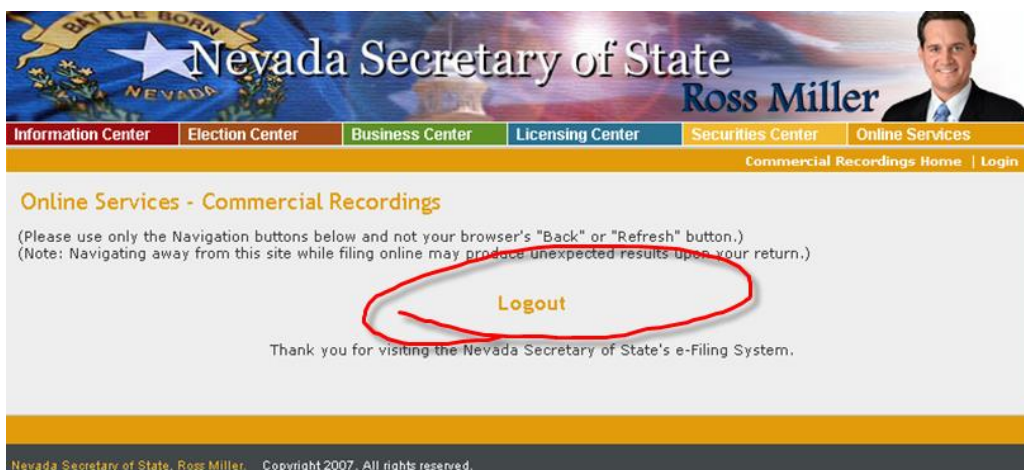 BATTLE BORN
NEVADA
Nevada Secretary of State
Ross Miller
Information Center Election Center Business Center Licensing Center Securities Center Online Services
Commercial Recordings Home | Login
Online Services - Commercial Recordings
(Please use only the Navigation buttons below and not your browser's "Back" or "Refresh" button.)
(Note: Navigating away from this site while filing online may produce unexpected results upon your return.)
Logout
Thank you for visiting the Nevada Secretary of State's e-Filing System.
Nevada Secretary of State, Ross Miller. Copyright 2007. All rights reserved.